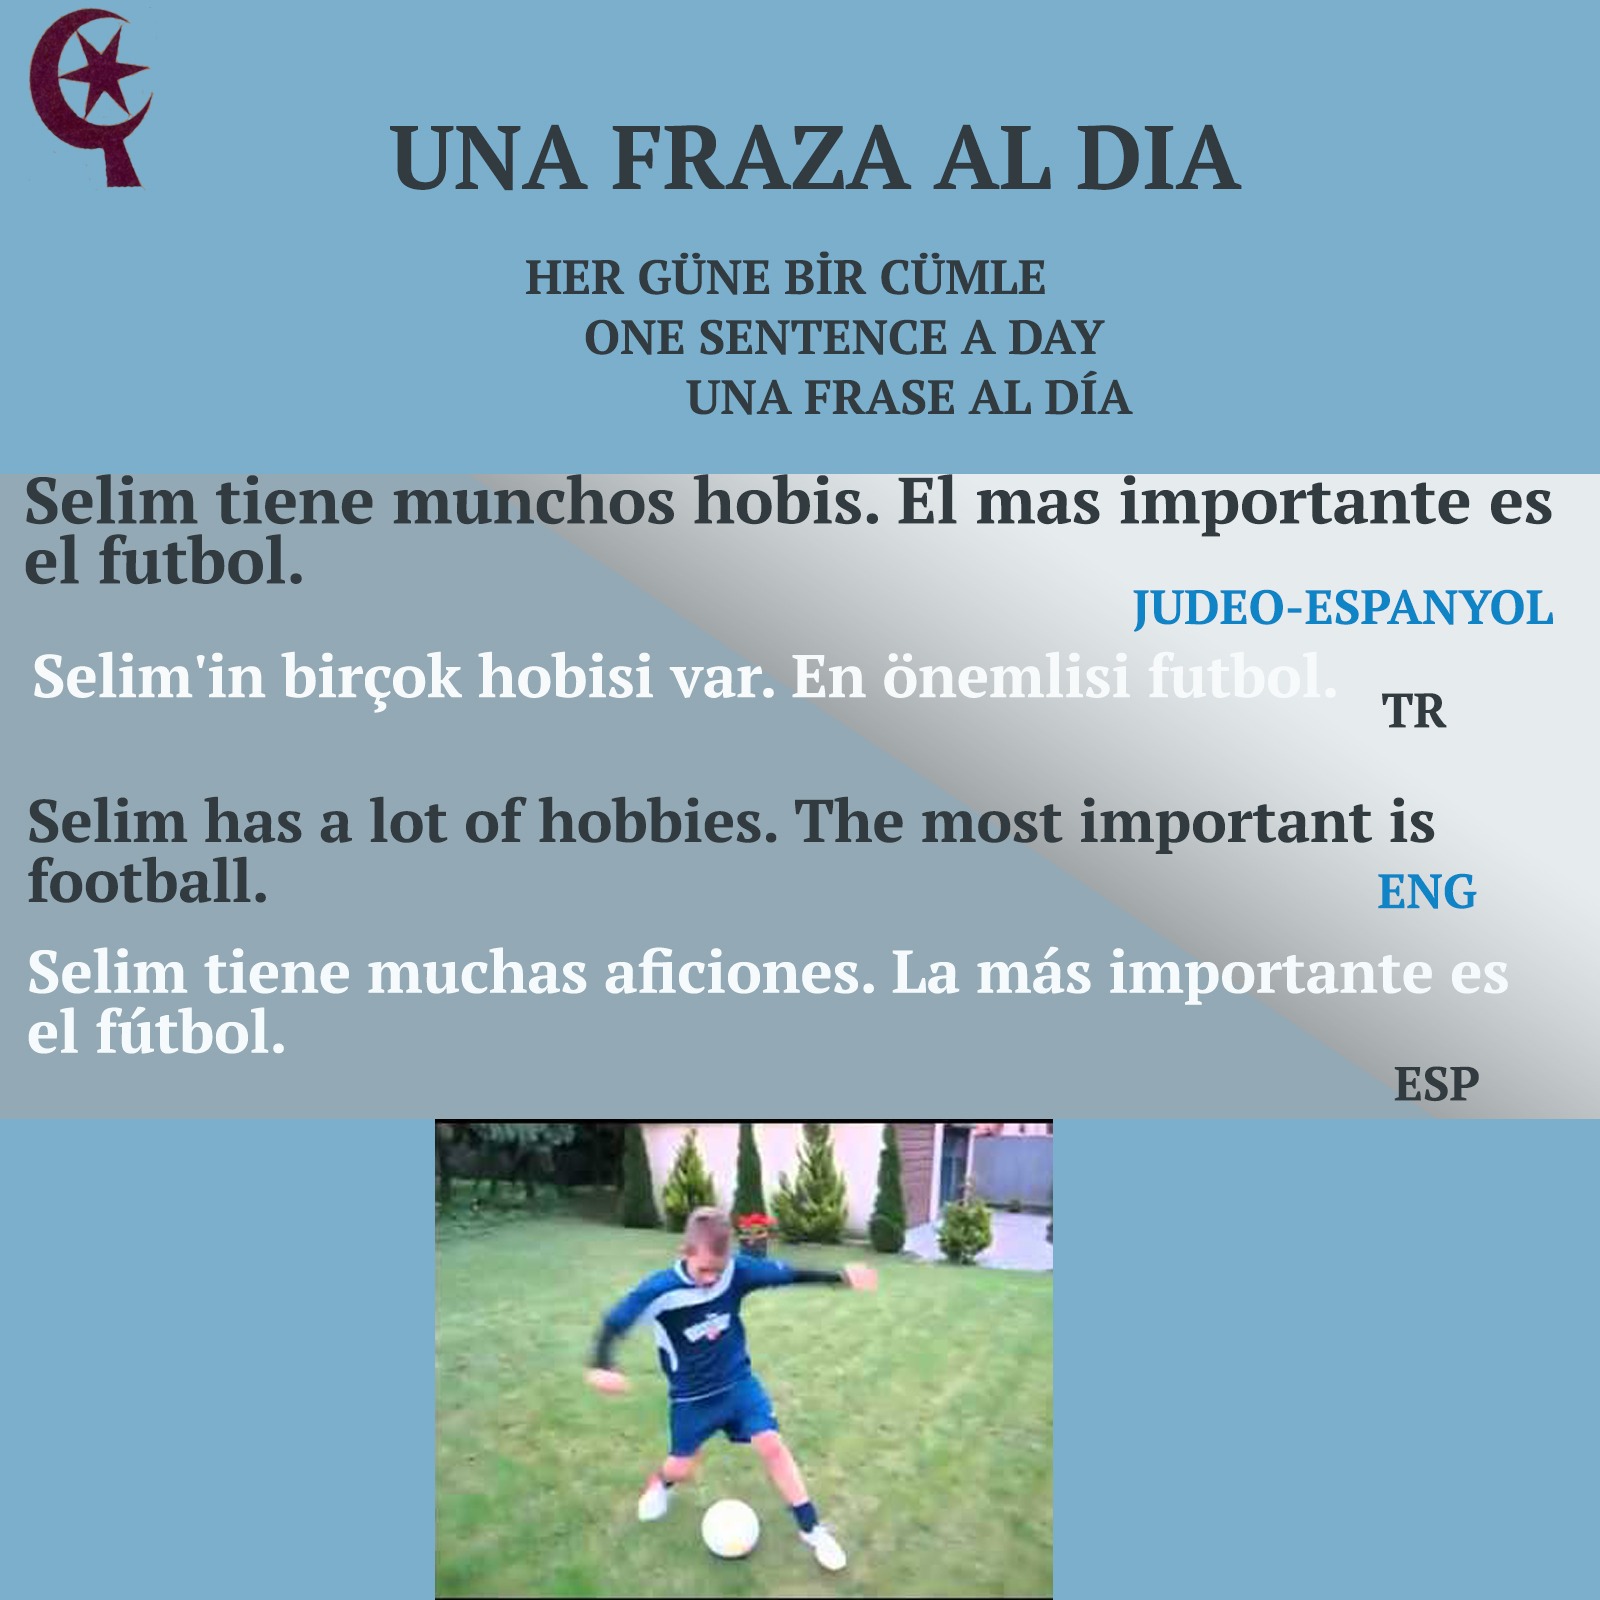 UNA FRAZA AL DIA
HER GÜNE BİR CÜMLE
ONE SENTENCE A DAY
UNA FRASE AL DÍA
Selim tiene munchos hobis. El mas importante es
el futbol.
JUDEO-ESPANYOL
Selim'in birçok hobisi var. En önemlisi futbol.
TR
Selim has a lot of hobbies. The most important is
football.
ENG
Selim tiene muchas aficiones. La más importante es
el fútbol.
ESP